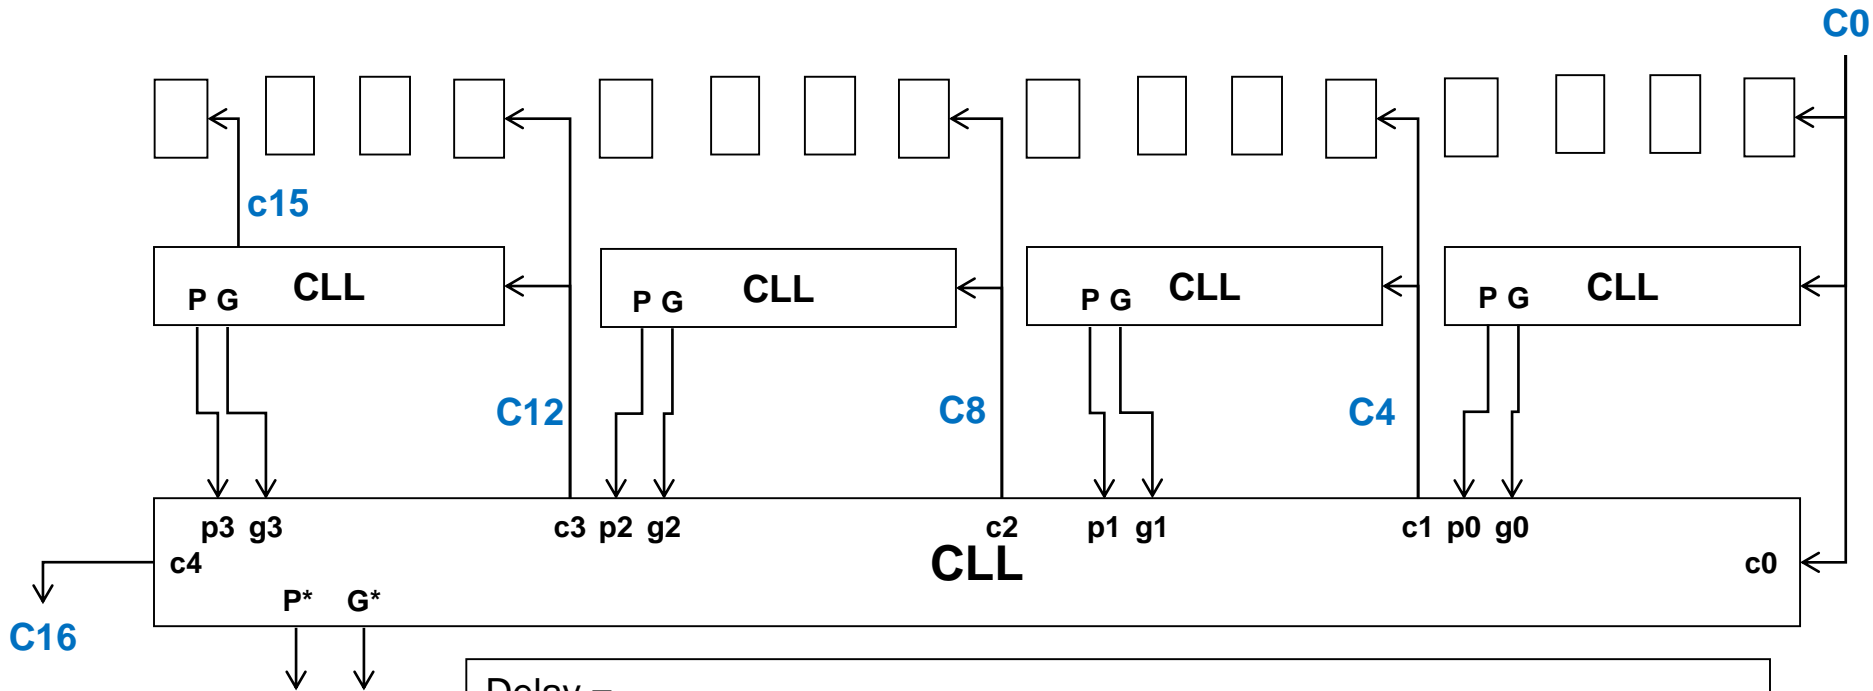 C0
c15
P G CLL
P G CLL
P G CLL
P G CLL
C12
C8
C4
p3 g3 c3 p2 g2 c2 p1 g1 c1 p0 g0
c4 CLL c0
P* G*
C16
Delay =